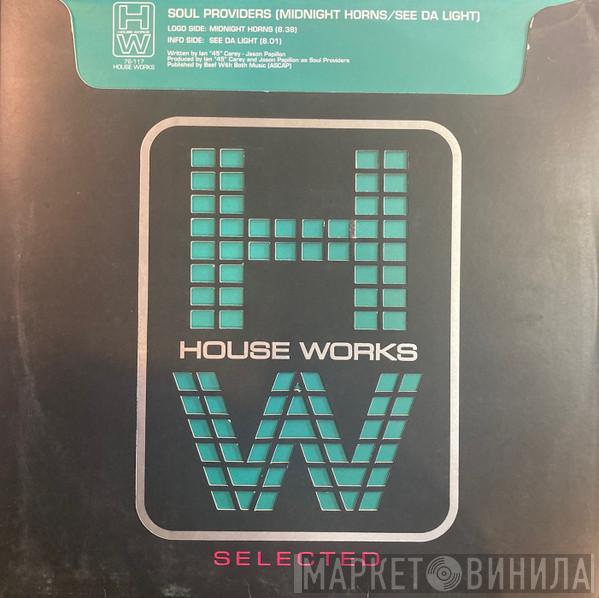 SOUL PROVIDERS (MIDNIGHT HORNS/SEE DA LIGHT)
LOGO SIDE: MIDNIGHT HORNS (8.38)
INFO SIDE: SEE DA LIGHT (8.01)
Written by Ian "45" Carey - Jason Papillon
Produced by Ian "45" Carey and Jason Papillon as Soul Providers
Published by Beef With Both Music (ASCAP)
HW
HOUSE WORKS
76-117
HOUSE WORKS
H
HOUSE WORKS
W
SELECTED
МАРКЕТ ВИНИЛА